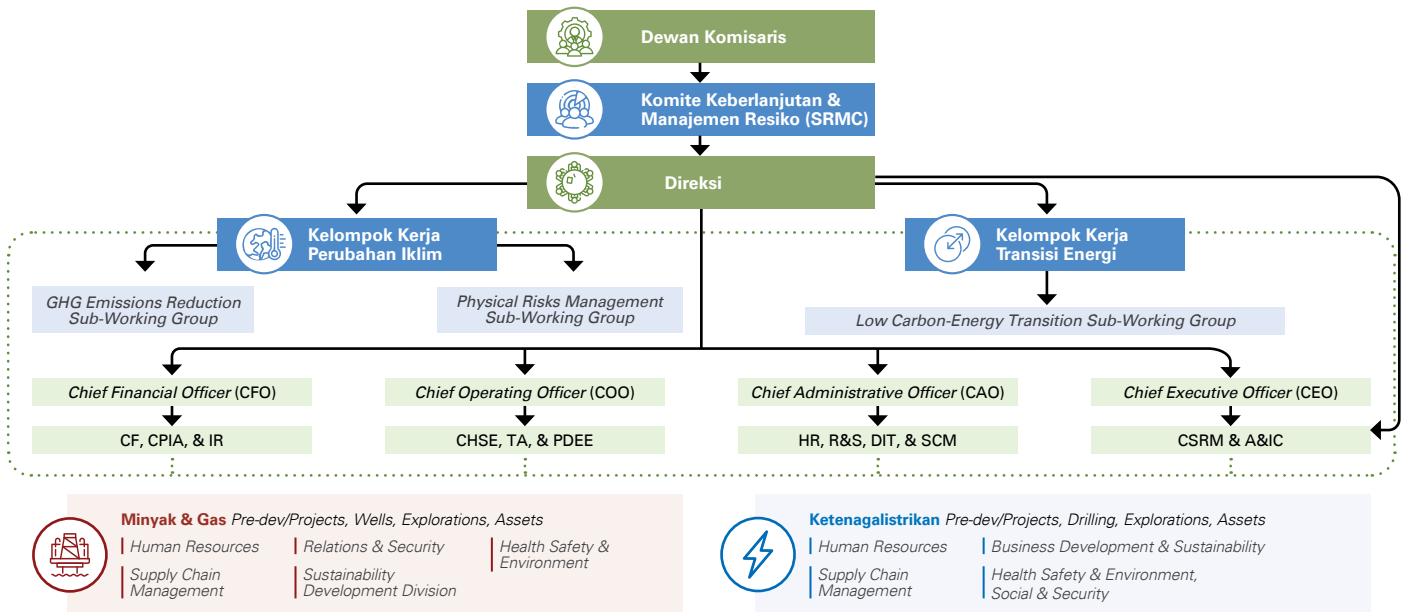 Dewan Komisaris
Komite Keberlanjutan &
Manajemen Resiko (SRMC)
Direksi
Kelompok Kerja
Perubahan Iklim
Kelompok Kerja
Transisi Energi
GHG Emissions Reduction
Sub-Working Group
Physical Risks Management
Sub-Working Group
Low Carbon-Energy Transition Sub-Working Group
Chief Financial Officer (CFO)
Chief Operating Officer (COO)
Chief Administrative Officer (CAO)
Chief Executive Officer (CEO)
CF, CPIA, & IR
CHSE, TA, & PDEE
HR, R&S, DIT, & SCM
CSRM & A&IC
Minyak & Gas Pre-dev/Projects, Wells, Explorations, Assets
Human Resources
Relations & Security
Health Safety &
Environment
Supply Chain
Management
Sustainability
Development Division
Ketenagalistrikan Pre-dev/Projects, Drilling, Explorations, Assets
Human Resources
Business Development & Sustainability
Supply Chain
Management
Health Safety & Environment,
Social & Security